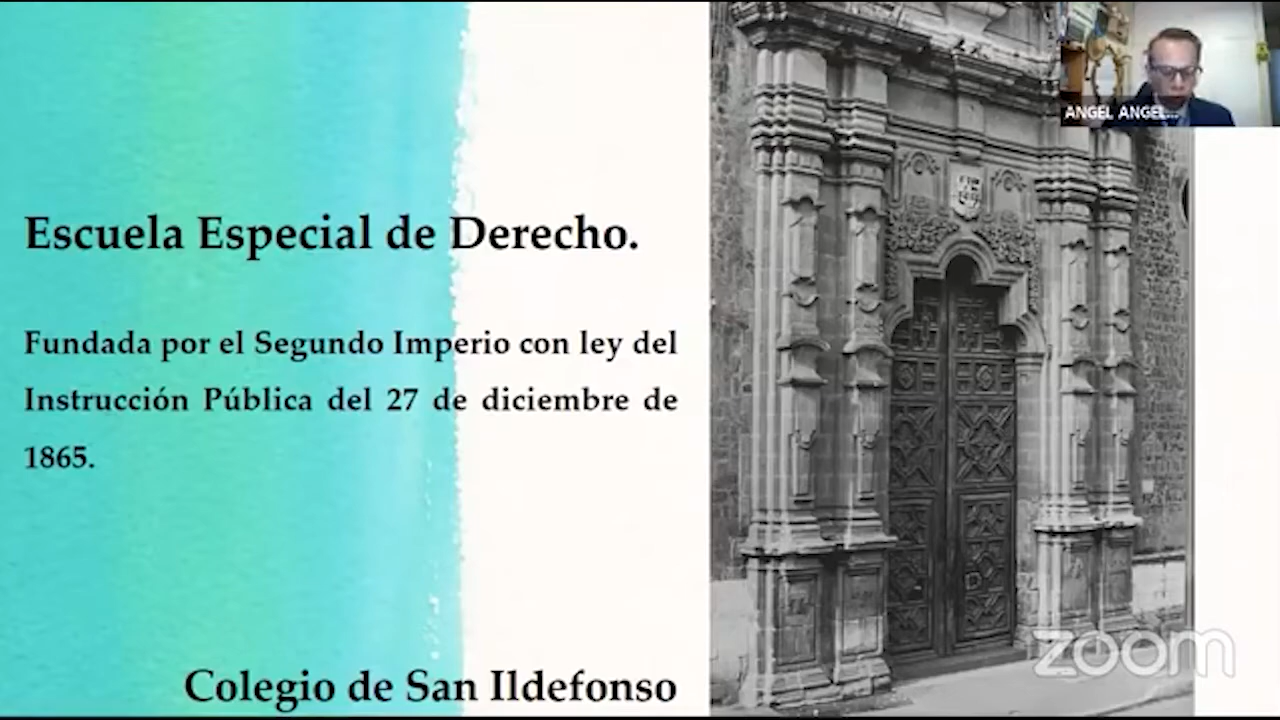 ANGEL ANGEL...
Escuela Especial de Derecho.
Fundada por el Segundo Imperio con ley del
Instrucción Pública del 27 de diciembre de
1865.
zoom
Colegio de San Ildefonso